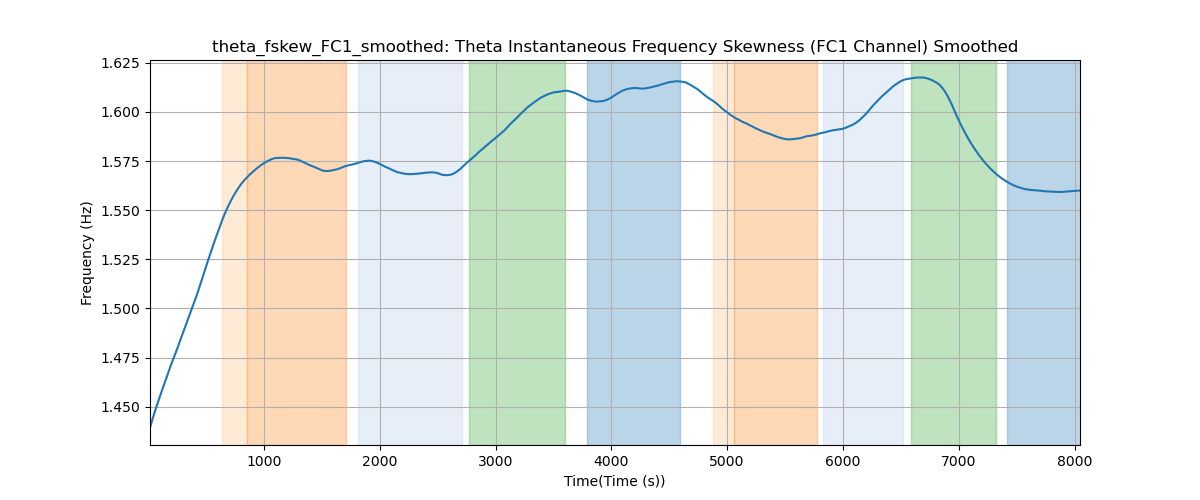 theta_fskew_FC1_smoothed: Theta Instantaneous Frequency Skewness (FC1 Channel) Smoothed
Frequency (Hz)
1.625
1.600
1.575
1.550
1.525
1.500
1.475
1.450
1000 2000 3000 4000 5000 6000 7000 8000
Time(Time (s))